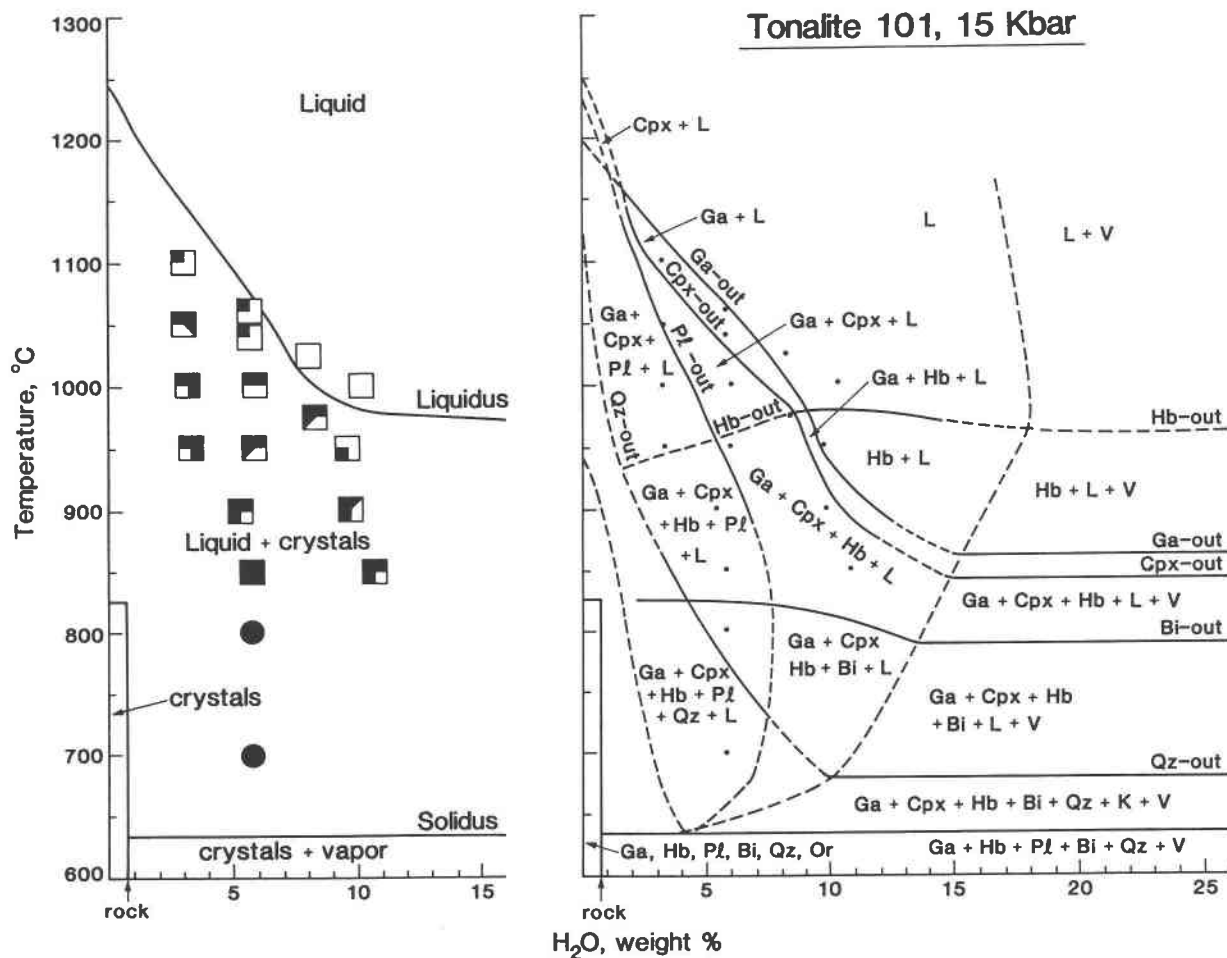 Tonalite 101, 15 Kbar
1300
1200
1100
1000
900
800
700
600
Temperature, °C
Liquid
Liquidus
Liquid + crystals
crystals
Solidus
crystals + vapor
5
10
15
rock
Cpx + L
Ga + L
L
L + V
Ga-out
Cpx-out
Ga + Cpx + L
Ga+
Cpx+
Pℓ + L
Pℓ-out
Ga + Hb + L
Qz-out
Hb-out
Hb-out
Hb + L
Hb + L + V
Ga + Cpx
+ Hb + Pℓ
+ L
Ga + Cpx + Hb + L
Ga-out
Cpx-out
Ga + Cpx + Hb + L + V
Bi-out
Ga + Cpx
Hb + Bi + L
Ga + Cpx
+ Hb + Pℓ
+ Qz + L
Ga + Cpx + Hb
+ Bi + L + V
Qz-out
Ga + Cpx + Hb + Bi + Qz + K + V
Ga, Hb, Pℓ, Bi, Qz, Or
Ga + Hb + Pℓ + Bi + Qz + V
5
10
15
20
25
rock
H₂O, weight %